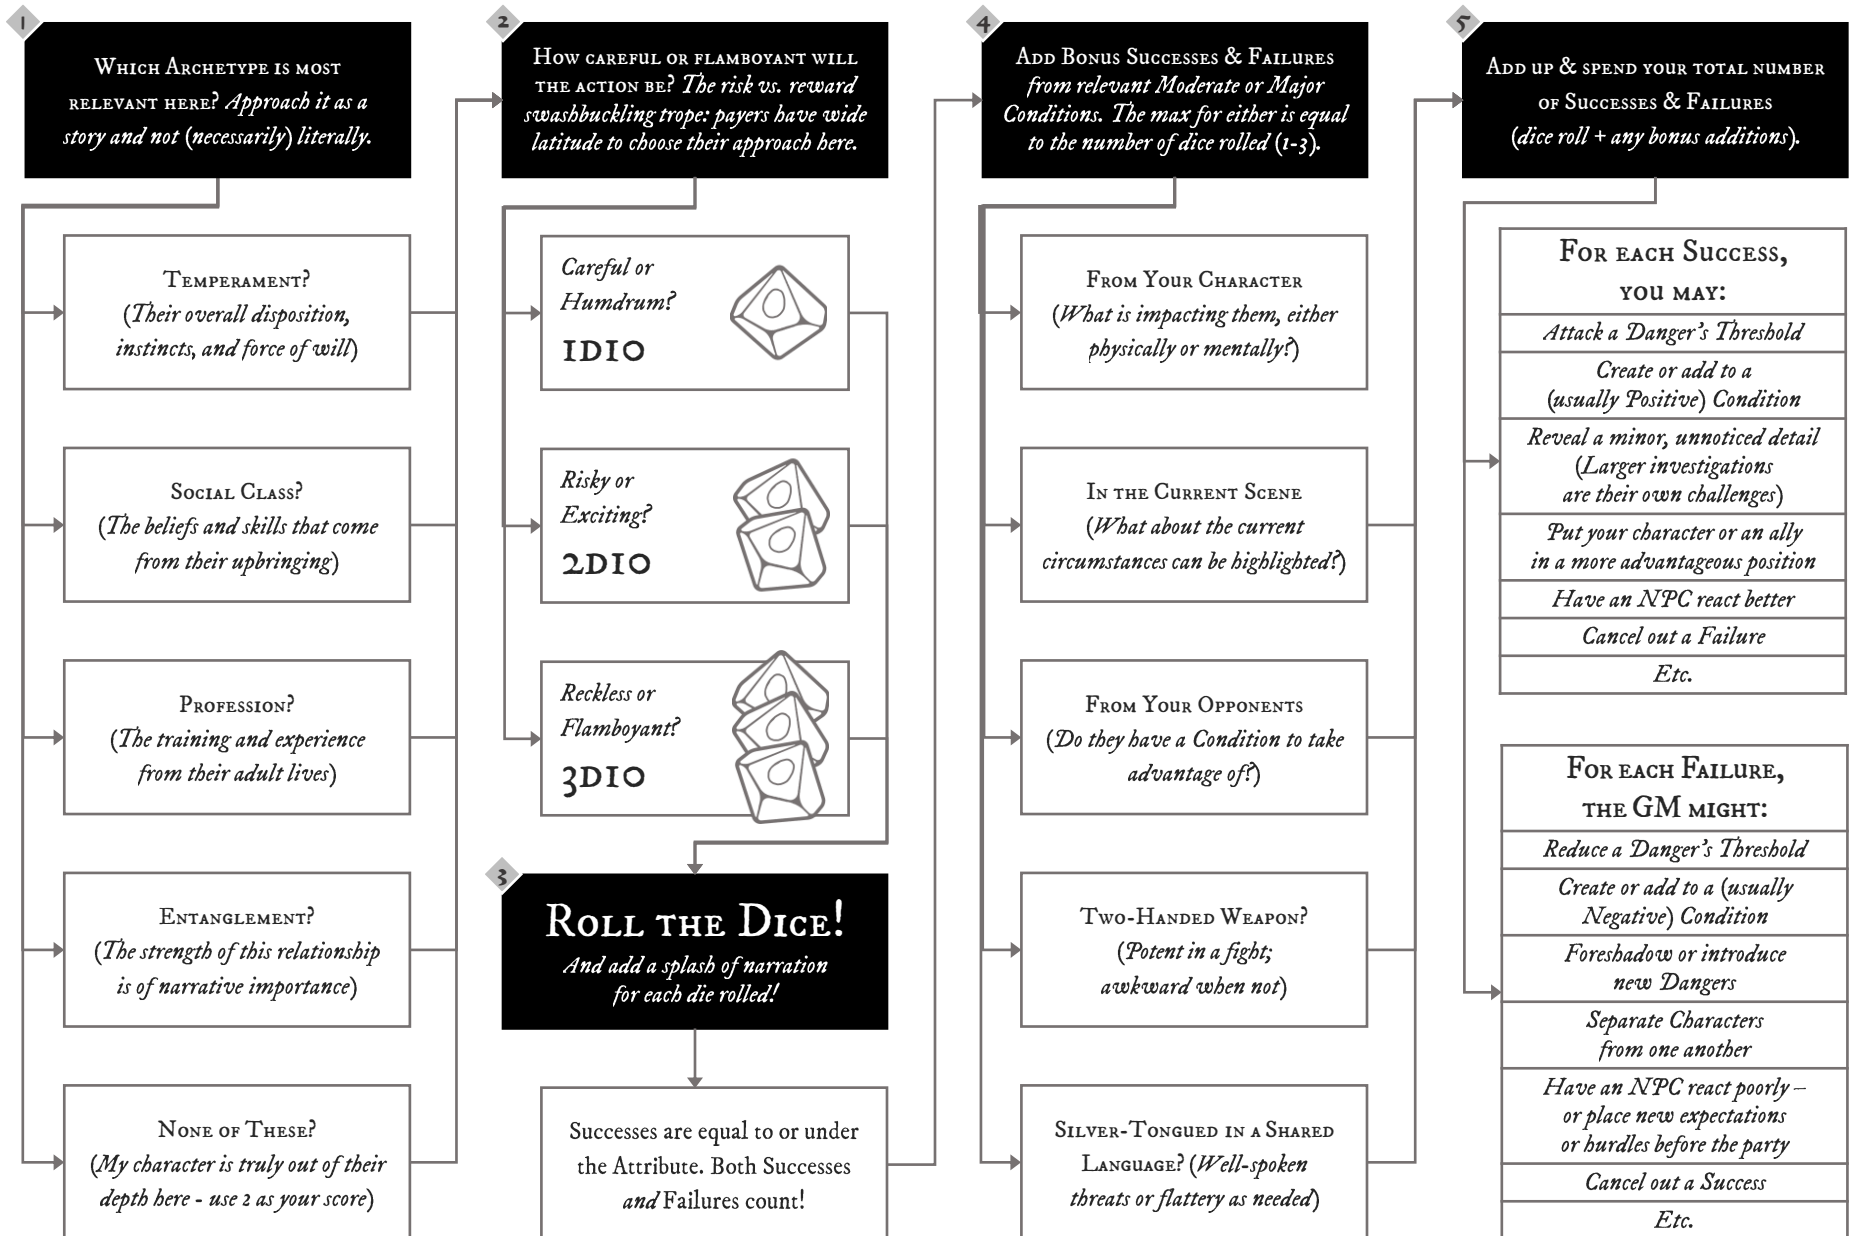 1
Which Archetype is most
relevant here? Approach it as a
story and not (necessarily) literally.
Temperament?
(Their overall disposition,
instincts, and force of will)
Social Class?
(The beliefs and skills that come
from their upbringing)
Profession?
(The training and experience
from their adult lives)
Entanglement?
(The strength of this relationship
is of narrative importance)
None of These?
(My character is truly out of their
depth here - use 2 as your score)
2
How careful or flamboyant will
the action be? The risk vs. reward
swashbuckling trope: payers have wide
latitude to choose their approach here.
Careful or
Humdrum?
1D10
Risky or
Exciting?
2D10
Reckless or
Flamboyant?
3D10
3
Roll the Dice!
And add a splash of narration
for each die rolled!
Successes are equal to or under
the Attribute. Both Successes
and Failures count!
4
Add Bonus Successes & Failures
from relevant Moderate or Major
Conditions. The max for either is equal
to the number of dice rolled (1-3).
From Your Character
(What is impacting them, either
physically or mentally?)
In the Current Scene
(What about the current
circumstances can be highlighted?)
From Your Opponents
(Do they have a Condition to take
advantage of?)
Two-Handed Weapon?
(Potent in a fight;
awkward when not)
Silver-Tongued in a Shared
Language? (Well-spoken
threats or flattery as needed)
5
Add up & spend your total number
of Successes & Failures
(dice roll + any bonus additions).
For each Success,
you may:
Attack a Danger's Threshold
Create or add to a
(usually Positive) Condition
Reveal a minor, unnoticed detail
(Larger investigations
are their own challenges)
Put your character or an ally
in a more advantageous position
Have an NPC react better
Cancel out a Failure
Etc.
For each Failure,
the GM might:
Reduce a Danger's Threshold
Create or add to a (usually
Negative) Condition
Foreshadow or introduce
new Dangers
Separate Characters
from one another
Have an NPC react poorly –
or place new expectations
or hurdles before the party
Cancel out a Success
Etc.